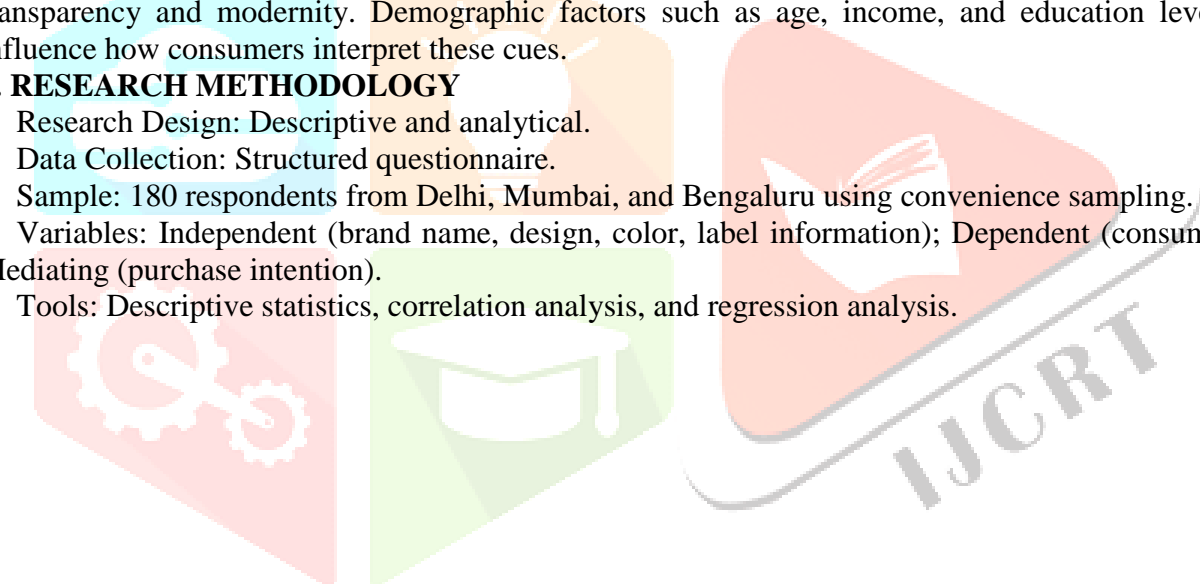 ansparency and modernity. Demographic factors such as age, income, and education leve
nfluence how consumers interpret these cues.
. RESEARCH METHODOLOGY
Research Design: Descriptive and analytical.
Data Collection: Structured questionnaire.
Sample: 180 respondents from Delhi, Mumbai, and Bengaluru using convenience sampling.
Variables: Independent (brand name, design, color, label information); Dependent (consum
Mediating (purchase intention).
Tools: Descriptive statistics, correlation analysis, and regression analysis.
IJCRT